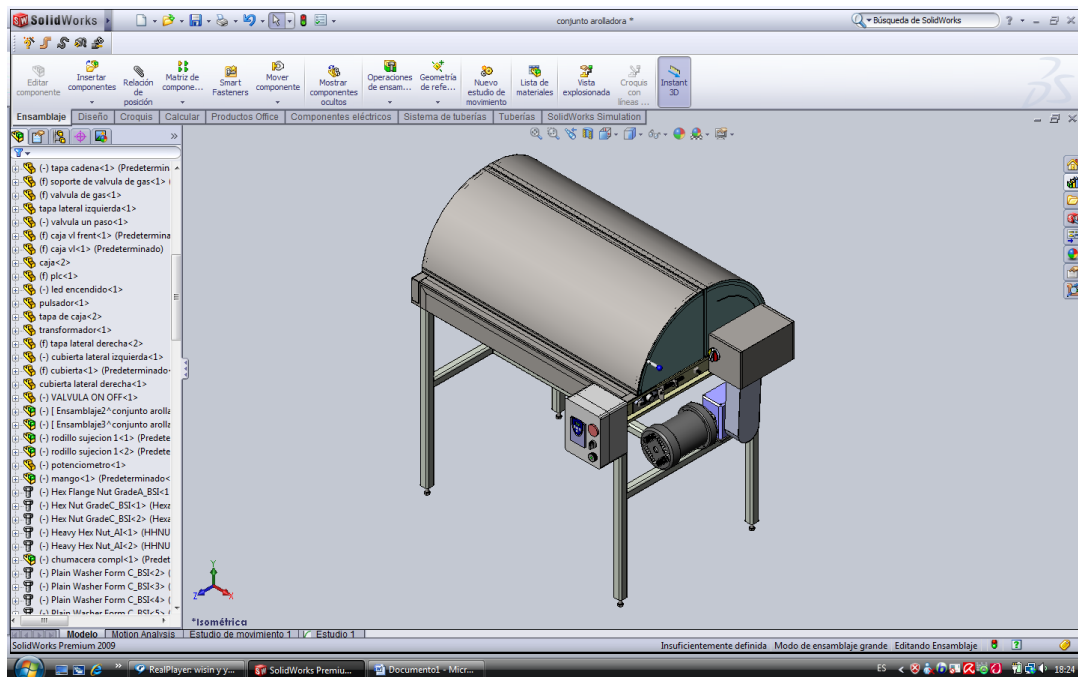 SolidWorks
conjunto arolladora *
Búsqueda de SolidWorks
Editar componente
Insertar componentes
Relación de posición
Matriz de compone...
Smart Fasteners
Mover componente
Mostrar componentes ocultos
Operaciones de ensam...
Geometría de refe...
Nuevo estudio de movimiento
Lista de materiales
Vista explosionada
Croquis con líneas ...
Instant 3D
Ensamblaje Diseño Croquis Calcular Productos Office Componentes eléctricos Sistema de tuberías Tuberías SolidWorks Simulation
(-) tapa cadena<1> (Predetermin
(f) soporte de valvula de gas<1> (
(f) valvula de gas<1>
tapa lateral izquierda<1>
(-) valvula un paso<1>
(f) caja vl frent<1> (Predetermina
(f) caja vl<1> (Predeterminado)
caja<2>
(f) plc<1>
(-) led encendido<1>
pulsador<1>
tapa de caja<2>
transformador<1>
(f) tapa lateral derecha<2>
(-) cubierta lateral izquierda<1>
(f) cubierta<1> (Predeterminado
cubierta lateral derecha<1>
(-) VALVULA ON OFF<1>
(-) [ Ensamblaje2^conjunto arolla
(-) [ Ensamblaje3^conjunto arolla
(-) rodillo sujecion 1<1> (Predete
(-) rodillo sujecion 1<2> (Predete
(-) potenciometro<1>
(-) mango<1> (Predeterminado<
(-) Hex Flange Nut GradeA_BSI<1
(-) Hex Nut GradeC_BSI<1> (Hexa
(-) Hex Nut GradeC_BSI<2> (Hexa
(-) Heavy Hex Nut_AI<1> (HHNU
(-) Heavy Hex Nut_AI<2> (HHNU
(-) chumacera compl<1> (Predet
(-) Plain Washer Form C_BSI<2> (
(-) Plain Washer Form C_BSI<3> (
(-) Plain Washer Form C_BSI<4> (
(-) Plain Washer Form C_BSI<5> (
Y
Z X
*Isométrica
Modelo Motion Analysis Estudio de movimiento 1 Estudio 1
SolidWorks Premium 2009
Insuficientemente definida Modo de ensamblaje grande Editando Ensamblaje
RealPlayer: wisin y y... SolidWorks Premiu... Documento1 - Micr...
ES 18:24